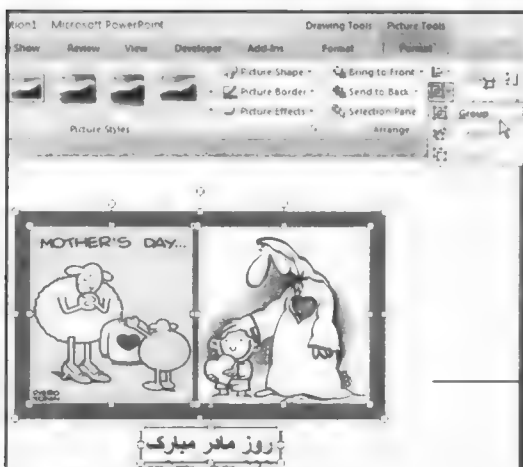 tion1 Microsoft PowerPoint Drawing Tools Picture Tools
Show Review View Developer Add-Ins Format Format
Picture Shape Bring to Front
Picture Border Send to Back
Picture Effects Selection Pane Group
Picture Styles Arrange
MOTHER'S DAY...
روز مادر مبارک